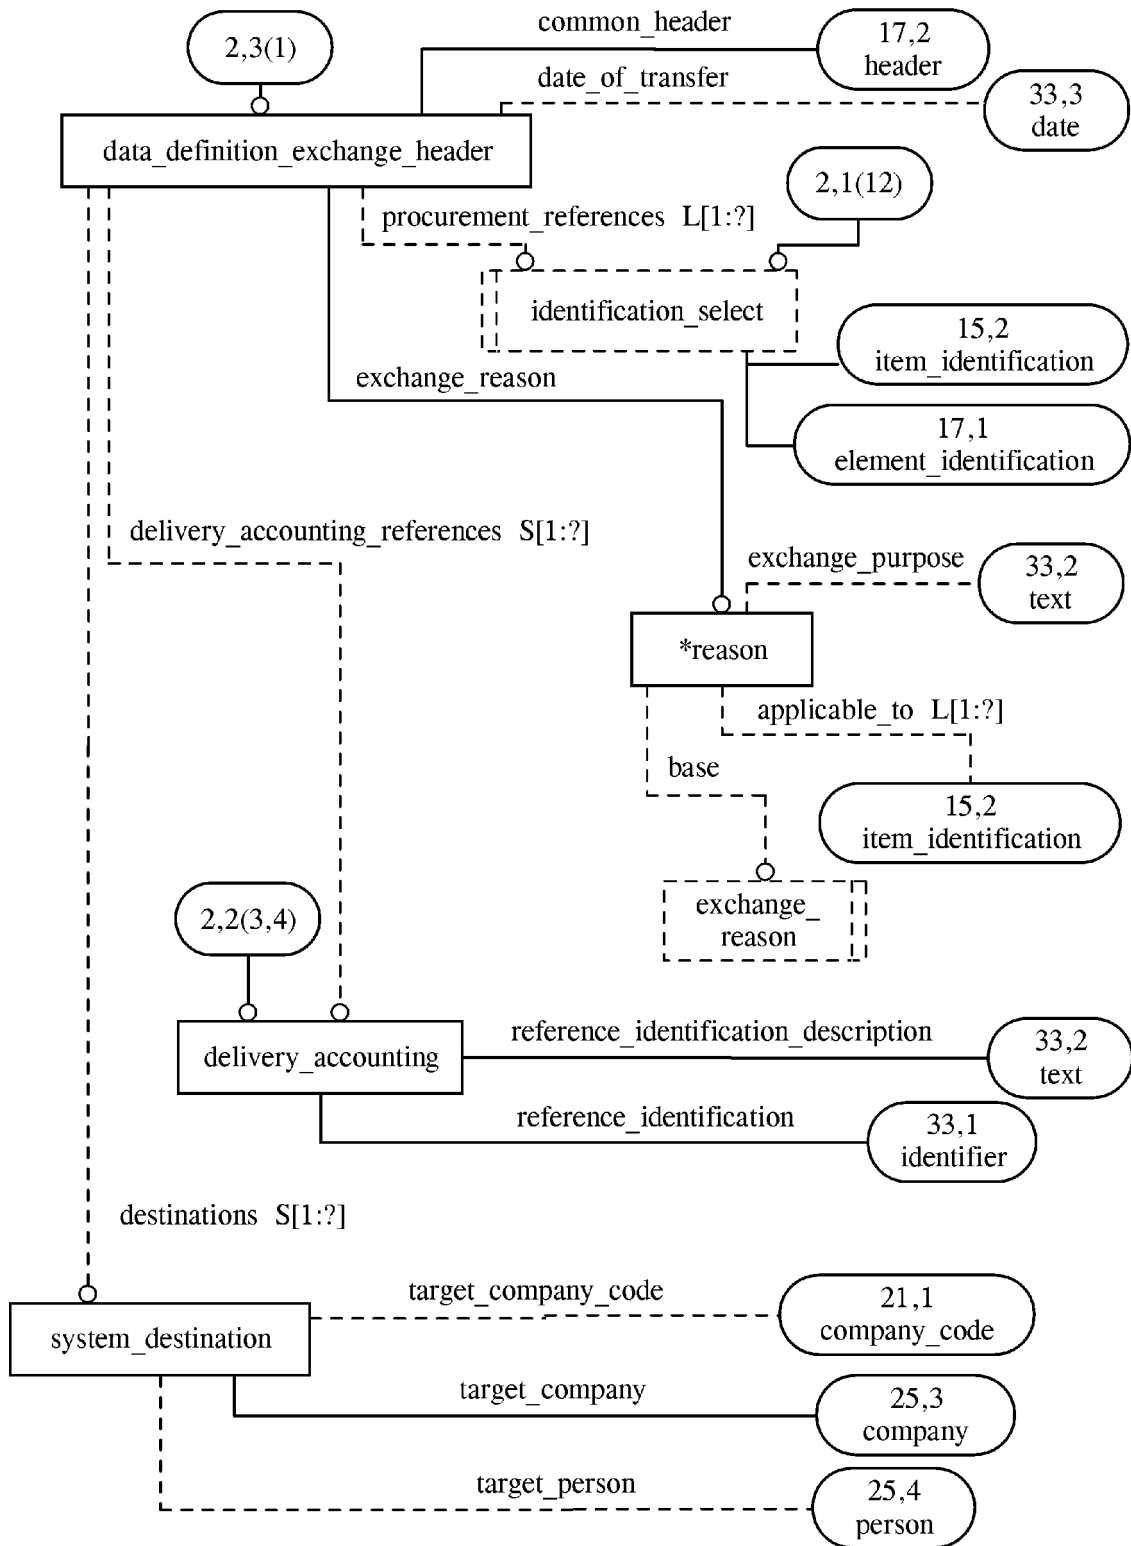 common_header
2,3(1)
17,2
header
date_of_transfer
33,3
date
data_definition_exchange_header
2,1(12)
procurement_references L[1:?]
identification_select
15,2
item_identification
exchange_reason
17,1
element_identification
delivery_accounting_references S[1:?]
exchange_purpose
33,2
text
*reason
applicable_to L[1:?]
base
15,2
item_identification
exchange_
reason
2,2(3,4)
reference_identification_description
delivery_accounting
33,2
text
reference_identification
33,1
identifier
destinations S[1:?]
target_company_code
21,1
company_code
system_destination
target_company
25,3
company
target_person
25,4
person